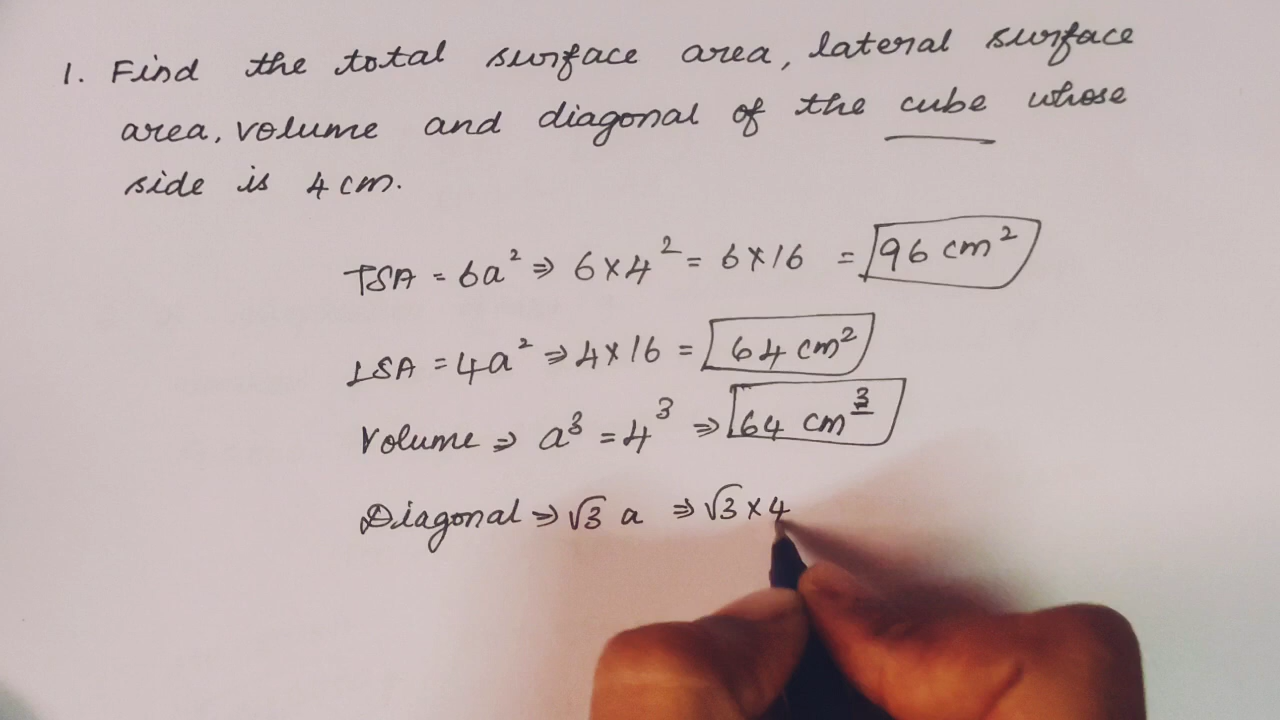 1. Find the total surface area, lateral surface
area, volume and diagonal of the cube whose
side is 4 cm.
TSA = 6a² ⇒ 6×4² = 6×16 = 96 cm²
LSA = 4a² ⇒ 4×16 = 64 cm²
Volume ⇒ a³ = 4³ ⇒ 64 cm³
Diagonal ⇒ √3 a ⇒ √3 × 4